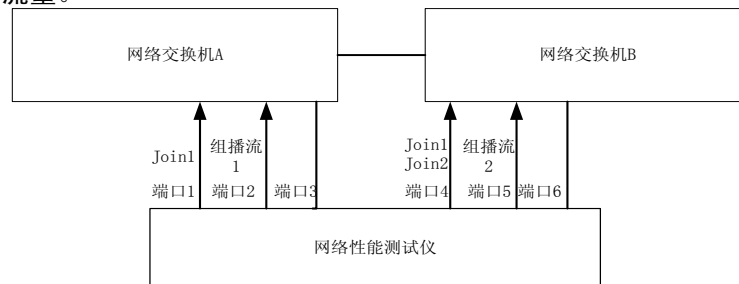 流量。
网络交换机A
网络交换机B
Join1
组播流
1
Join1
Join2
组播流
2
端口1
端口2
端口3
端口4
端口5
端口6
网络性能测试仪